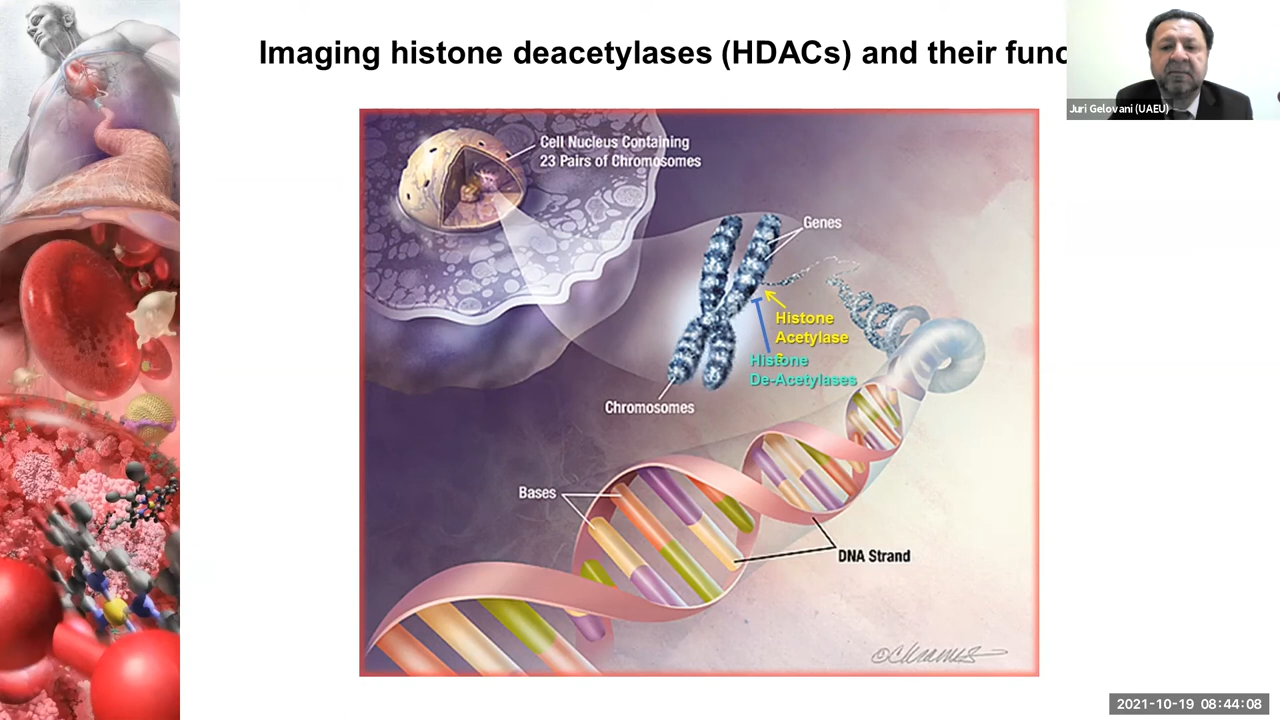 Imaging histone deacetylases (HDACs) and their func
Juri Gelovani (UAEU)
Cell Nucleus Containing
23 Pairs of Chromosomes
Genes
Histone
Acetylase
s
Histone
De-Acetylases
Chromosomes
Bases
DNA Strand
2021-10-19 08:44:08